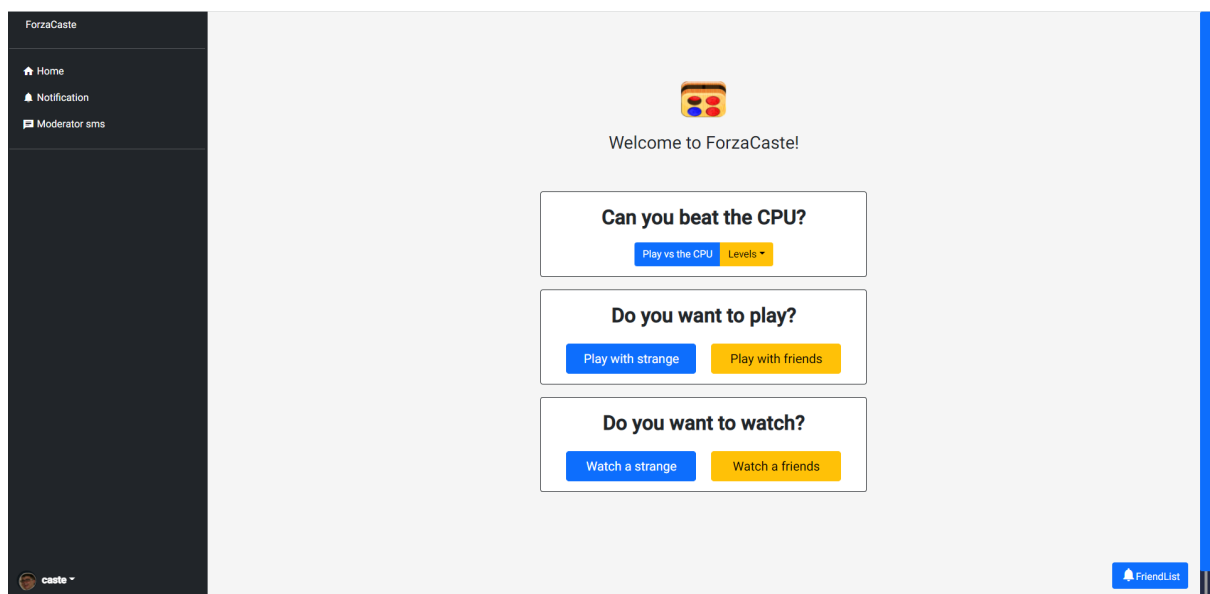 ForzaCaste
Home
Notification
Moderator sms
Welcome to ForzaCaste!
Can you beat the CPU?
Play vs the CPU Levels
Do you want to play?
Play with strange Play with friends
Do you want to watch?
Watch a strange Watch a friends
caste
FriendList